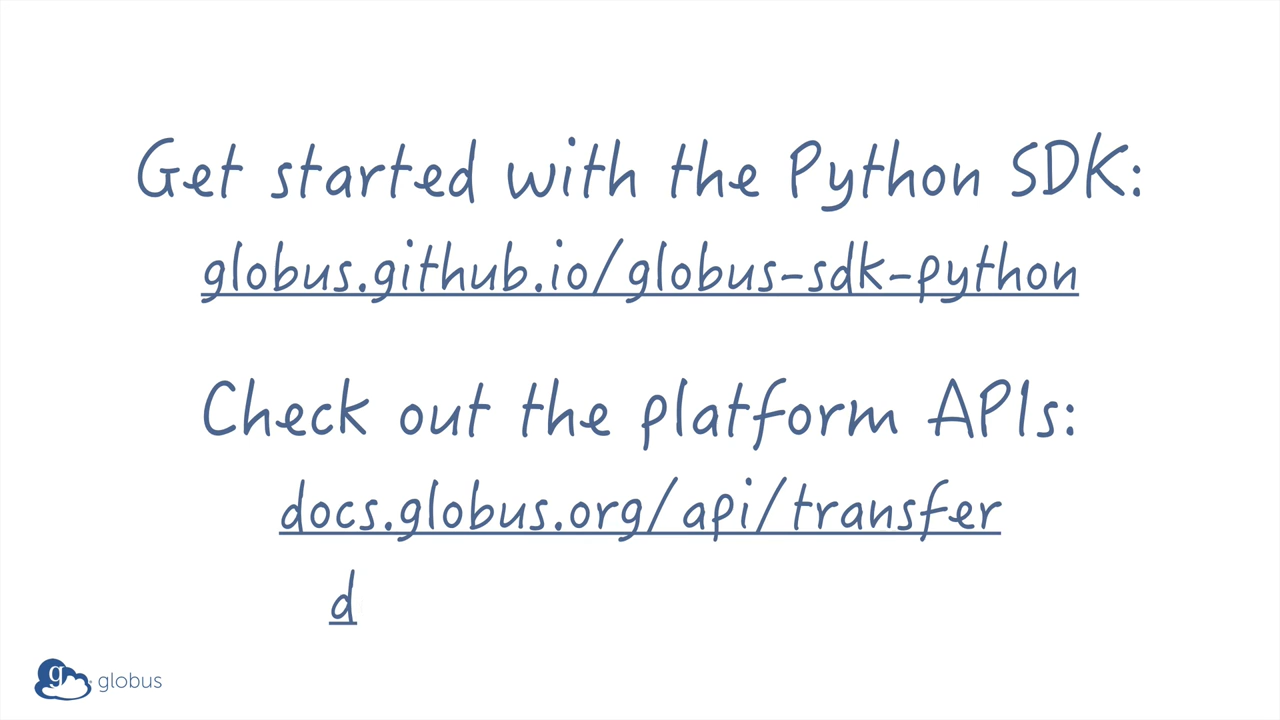 Get started with the Python SDK:
globus.github.io/globus-sdk-python
Check out the platform APIs:
docs.globus.org/api/transfer
d
g globus